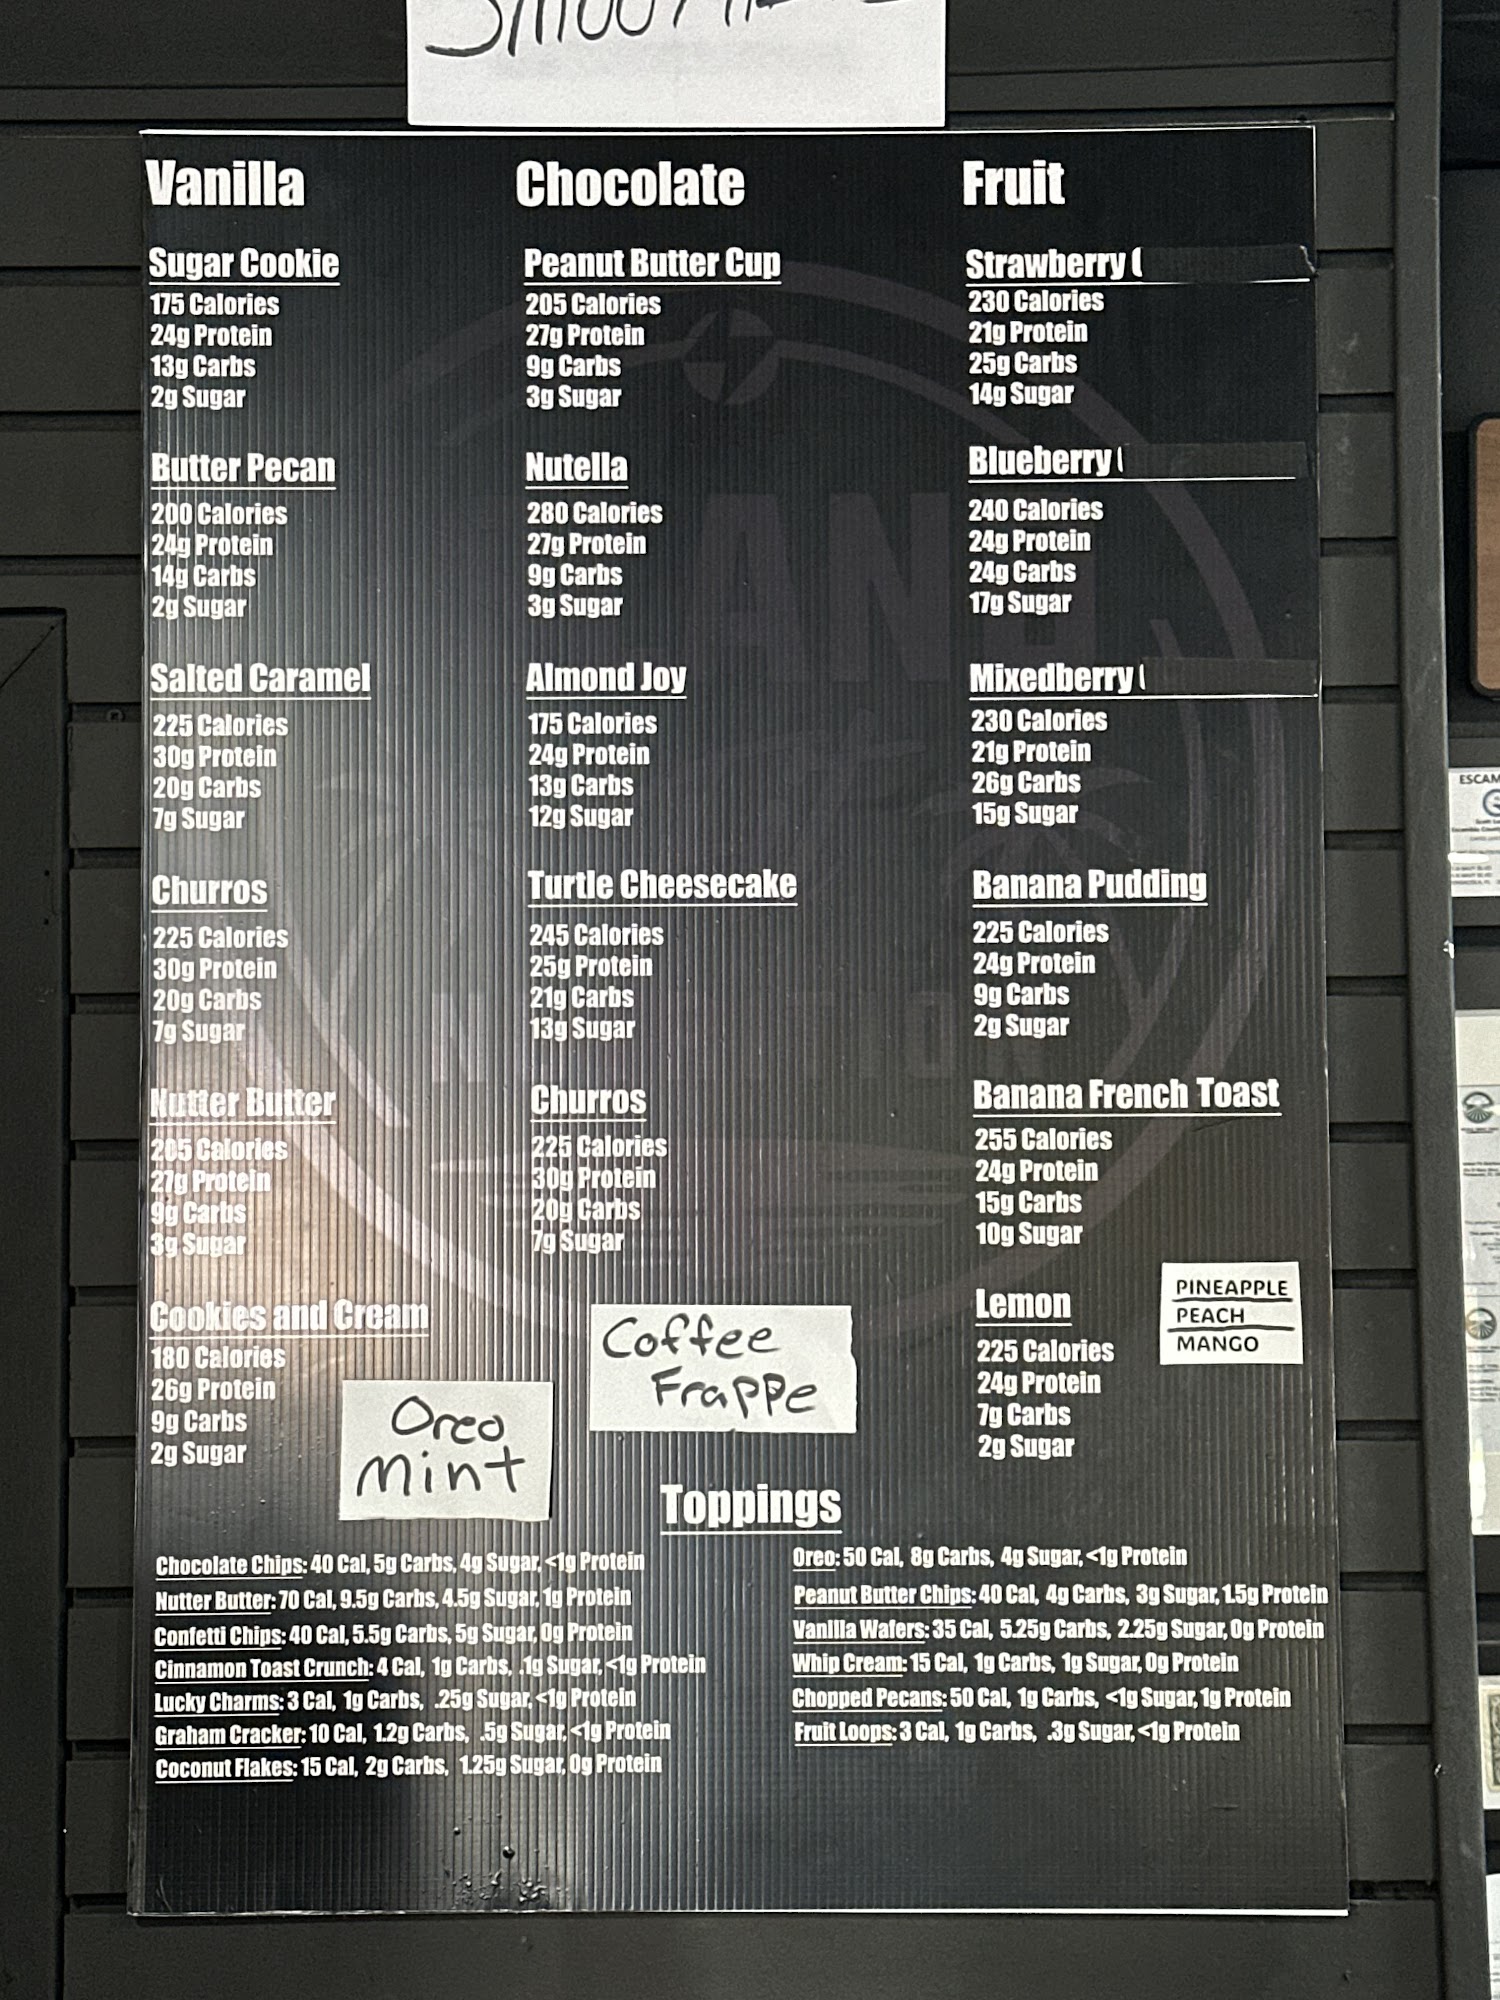 Vanilla
Sugar Cookie
175 Calories
24g Protein
13g Carbs
2g Sugar
Butter Pecan
200 Calories
24g Protein
14g Carbs
2g Sugar
Salted Caramel
225 Calories
30g Protein
20g Carbs
7g Sugar
Churros
225 Calories
30g Protein
20g Carbs
7g Sugar
Nutter Butter
205 Calories
27g Protein
9g Carbs
3g Sugar
Cookies and Cream
180 Calories
26g Protein
9g Carbs
2g Sugar
Oreo
Mint
Chocolate
Peanut Butter Cup
205 Calories
27g Protein
9g Carbs
3g Sugar
Nutella
280 Calories
27g Protein
9g Carbs
3g Sugar
Almond Joy
175 Calories
24g Protein
13g Carbs
12g Sugar
Turtle Cheesecake
245 Calories
25g Protein
21g Carbs
13g Sugar
Churros
225 Calories
30g Protein
20g Carbs
7g Sugar
Coffee
Frappe
Fruit
Strawberry
230 Calories
21g Protein
25g Carbs
14g Sugar
Blueberry
240 Calories
24g Protein
24g Carbs
17g Sugar
Mixedberry
230 Calories
21g Protein
26g Carbs
15g Sugar
Banana Pudding
225 Calories
24g Protein
9g Carbs
2g Sugar
Banana French Toast
255 Calories
24g Protein
15g Carbs
10g Sugar
Lemon
225 Calories
24g Protein
7g Carbs
2g Sugar
PINEAPPLE
PEACH
MANGO
Toppings
Chocolate Chips: 40 Cal, 5g Carbs, 4g Sugar, <1g Protein
Nutter Butter: 70 Cal, 9.5g Carbs, 4.5g Sugar, 1g Protein
Confetti Chips: 40 Cal, 5.5g Carbs, 5g Sugar, 0g Protein
Cinnamon Toast Crunch: 4 Cal, 1g Carbs, .1g Sugar, <1g Protein
Lucky Charms: 3 Cal, 1g Carbs, .25g Sugar, <1g Protein
Graham Cracker: 10 Cal, 1.2g Carbs, .5g Sugar, <1g Protein
Coconut Flakes: 15 Cal, 2g Carbs, 1.25g Sugar, 0g Protein
Oreo: 50 Cal, 8g Carbs, 4g Sugar, <1g Protein
Peanut Butter Chips: 40 Cal, 4g Carbs, 3g Sugar, 1.5g Protein
Vanilla Wafers: 35 Cal, 5.25g Carbs, 2.25g Sugar, 0g Protein
Whip Cream: 15 Cal, 1g Carbs, 1g Sugar, 0g Protein
Chopped Pecans: 50 Cal, 1g Carbs, <1g Sugar, 1g Protein
Fruit Loops: 3 Cal, 1g Carbs, .3g Sugar, <1g Protein
ESCAM